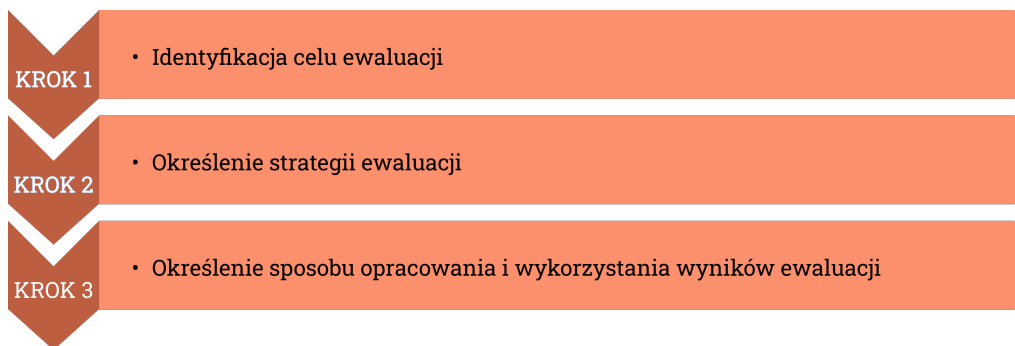 KROK 1
• Identyfikacja celu ewaluacji
KROK 2
• Określenie strategii ewaluacji
KROK 3
• Określenie sposobu opracowania i wykorzystania wyników ewaluacji